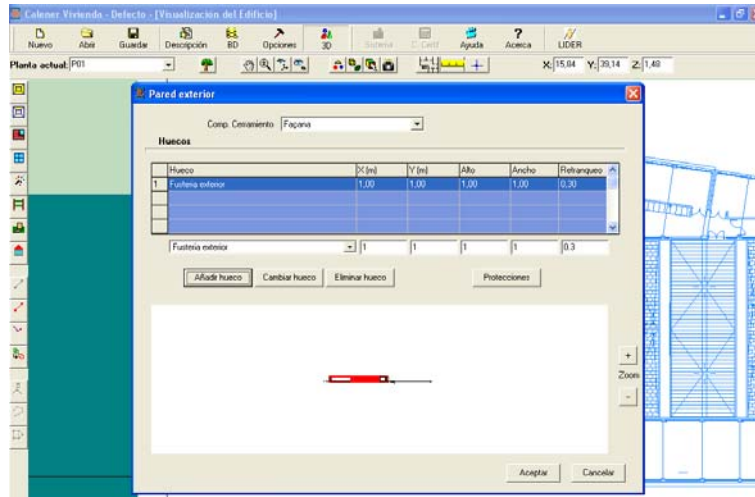 Calener Vivienda - Defecto - [Visualización del Edificio]
Nuevo Abrir Guardar Descripción BD Opciones 3D Sistema C. Certif Ayuda Acerca LIDER
Planta actual: P01 X: 15,84 Y: 39,14 Z: 1,48
Pared exterior
Comp. Cerramiento Façana
Huecos
Hueco X (m) Y (m) Alto Ancho Retranqueo
1 Fusteria exterior 1,00 1,00 1,00 1,00 0,30
Fusteria exterior 1 1 1 1 0.3
Añadir hueco Cambiar hueco Eliminar hueco Protecciones
+
Zoom
-
Aceptar Cancelar